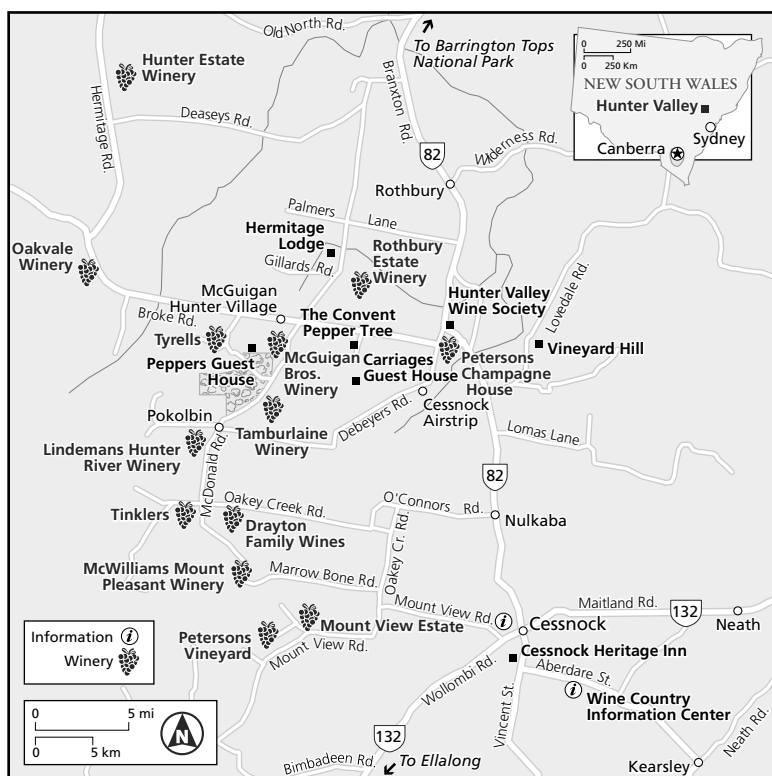 Old North Rd.
To Barrington Tops
National Park
Hunter Estate
Winery
Hermitage Rd.
Deaseys Rd.
Branxton Rd.
82
Wilderness Rd.
Rothbury
0 250 Mi
0 250 Km
NEW SOUTH WALES
Hunter Valley
Sydney
Canberra
Palmers Lane
Hermitage
Lodge
Gillards Rd.
Rothbury
Estate
Winery
Oakvale
Winery
McGuigan
Hunter Village
Broke Rd.
The Convent
Pepper Tree
Hunter Valley
Wine Society
Lovedale Rd.
Tyrells
Peppers Guest
House
McGuigan
Bros.
Winery
Carriages
Guest House
Petersons
Champagne
House
Vineyard Hill
Pokolbin
Tamburlaine
Winery
Debeyers Rd.
Cessnock
Airstrip
Lomas Lane
Lindemans Hunter
River Winery
McDonald Rd.
82
Tinklers
Oakey Creek Rd.
O'Connors Rd.
Nulkaba
Drayton
Family Wines
Oakey Cr. Rd.
McWilliams Mount
Pleasant Winery
Marrow Bone Rd.
Mount View Rd.
i
Maitland Rd.
132
Neath
Cessnock
Information i
Winery
Petersons
Vineyard
Mount View Estate
Mount View Rd.
Cessnock Heritage Inn
Wollombi Rd.
Aberdare St.
i
Wine Country
Information Center
Vincent St.
Neath Rd.
0 5 mi
0 5 km
N
132
Bimbadeen Rd.
To Ellalong
Kearsley